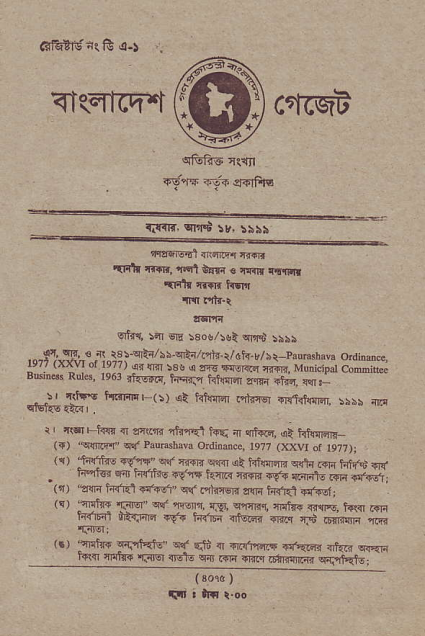 রেজিষ্টার্ড নং ডি এ-১
গণপ্রজাতন্ত্রী বাংলাদেশ
সরকার
বাংলাদেশ গেজেট
অতিরিক্ত সংখ্যা
কর্তৃপক্ষ কর্তৃক প্রকাশিত
বুধবার, আগস্ট ১৮, ১৯৯৯
গণপ্রজাতন্ত্রী বাংলাদেশ সরকার
স্থানীয় সরকার, পল্লী উন্নয়ন ও সমবায় মন্ত্রণালয়
স্থানীয় সরকার বিভাগ
শাখা পৌর-২
প্রজ্ঞাপন
তারিখ, ১লা ভাদ্র ১৪০৬/১৬ই আগস্ট ১৯৯৯
এস, আর, ও নং ২৪১-আইন/৯৯-আইন/পৌর-২/৫বি-৮/৯২—Paurashava Ordinance,
1977 (XXVI of 1977) এর ধারা ১৪৬ এ প্রদত্ত ক্ষমতাবলে সরকার, Municipal Committee
Business Rules, 1963 রহিতক্রমে, নিম্নরূপ বিধিমালা প্রণয়ন করিল, যথাঃ—
১। সংক্ষিপ্ত শিরোনাম।—(১) এই বিধিমালা পৌরসভা কার্যবিধিমালা, ১৯৯৯ নামে
অভিহিত হইবে।
২। সংজ্ঞা।—বিষয় বা প্রসংগের পরিপন্থী কিছু না থাকিলে, এই বিধিমালায়—
(ক) “অধ্যাদেশ” অর্থ Paurashava Ordinance, 1977 (XXVI of 1977);
(খ) “নির্ধারিত কর্তৃপক্ষ” অর্থ সরকার অথবা এই বিধিমালার অধীন কোন নির্দিষ্ট কার্য
নিষ্পত্তির জন্য নির্ধারিত কর্তৃপক্ষ হিসাবে সরকার কর্তৃক মনোনীত কোন কর্মকর্তা;
(গ) “প্রধান নির্বাহী কর্মকর্তা” অর্থ পৌরসভার প্রধান নির্বাহী কর্মকর্তা;
(ঘ) “সাময়িক শূন্যতা” অর্থ পদত্যাগ, মৃত্যু, অপসারণ, সাময়িক বরখাস্ত, কিংবা কোন
নির্বাচনী ট্রাইব্যুনাল কর্তৃক নির্বাচন বাতিলের কারণে সৃষ্ট চেয়ারম্যান পদের
শূন্যতা;
(ঙ) “সাময়িক অনুপস্থিতি” অর্থ ছুটি বা কার্যোপলক্ষে কর্মস্থলের বাহিরে অবস্থান
কিংবা সাময়িক শূন্যতা ব্যতীত অন্য কোন কারণে চেয়ারম্যানের অনুপস্থিতি;
(৪০৭৫)
মূল্য : টাকা ২·০০